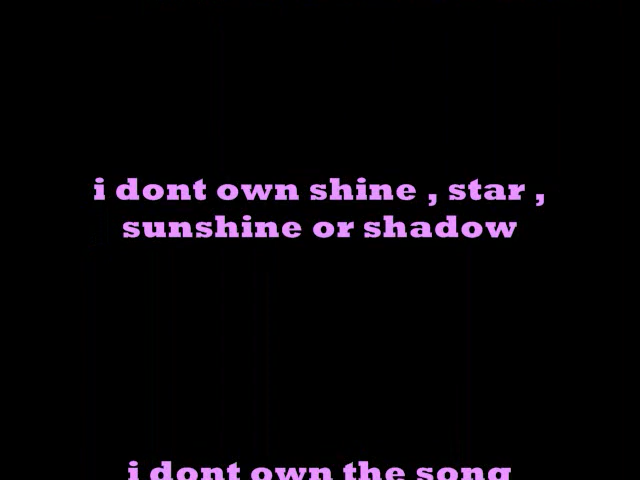 i dont own shine , star ,
sunshine or shadow
i dont own the song